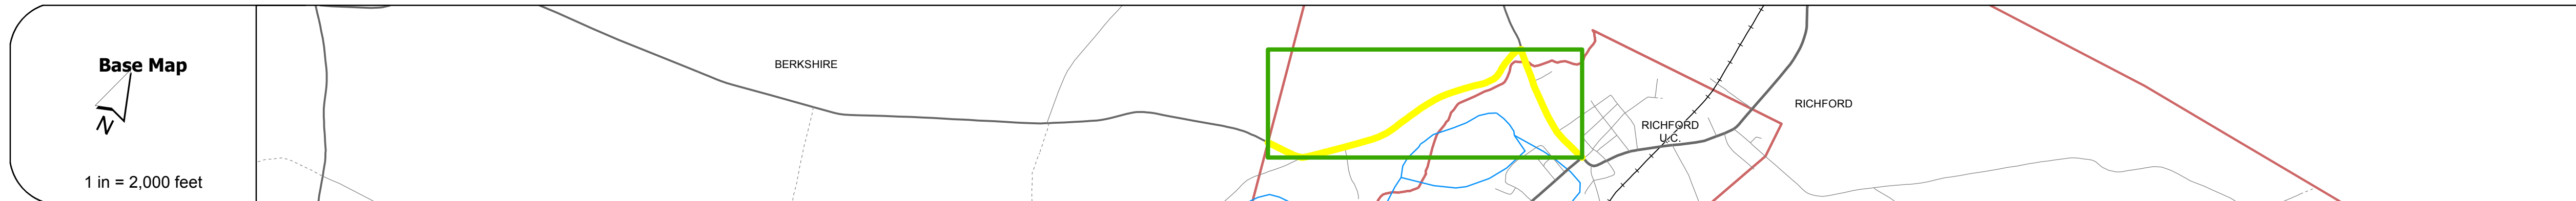 Base Map
N
1 in = 2,000 feet
BERKSHIRE
RICHFORD
U.C.
RICHFORD